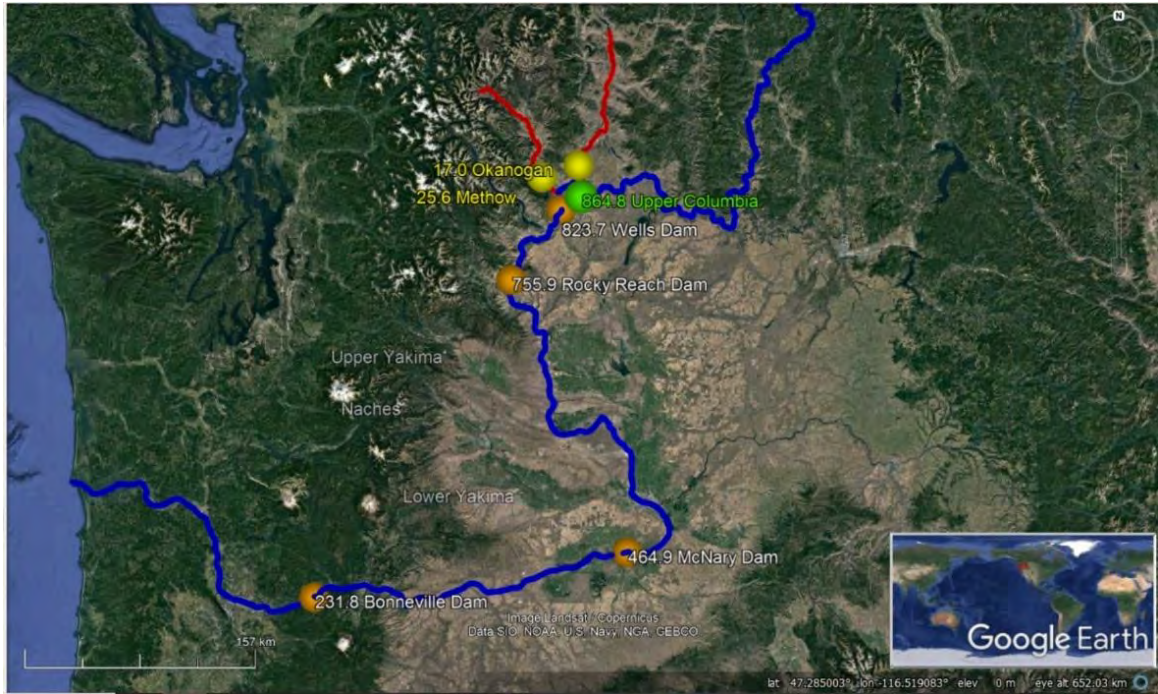 N
17.0 Okanogan
25.6 Methow
864.8 Upper Columbia
823.7 Wells Dam
755.9 Rocky Reach Dam
Upper Yakima
Naches
Lower Yakima
464.9 McNary Dam
231.8 Bonneville Dam
Image Landsat / Copernicus
Data SIO, NOAA, U.S. Navy, NGA, GEBCO
157 km
Google Earth
lat 47.285003° lon -116.519083° elev 0 m eye alt 652.03 km